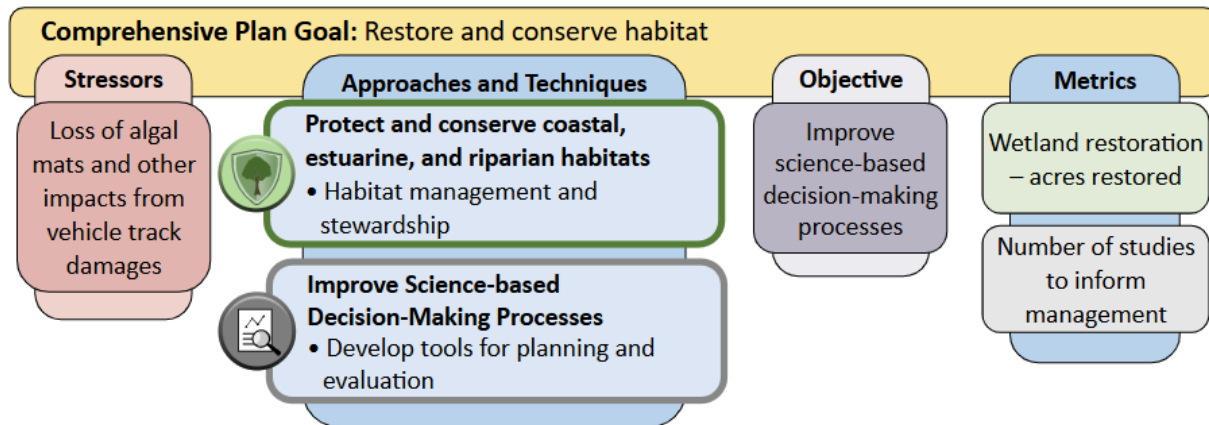 Comprehensive Plan Goal: Restore and conserve habitat
Stressors
Loss of algal
mats and other
impacts from
vehicle track
damages
Approaches and Techniques
Protect and conserve coastal,
estuarine, and riparian habitats
• Habitat management and
stewardship
Improve Science-based
Decision-Making Processes
• Develop tools for planning and
evaluation
Objective
Improve
science-based
decision-making
processes
Metrics
Wetland restoration
– acres restored
Number of studies
to inform
management